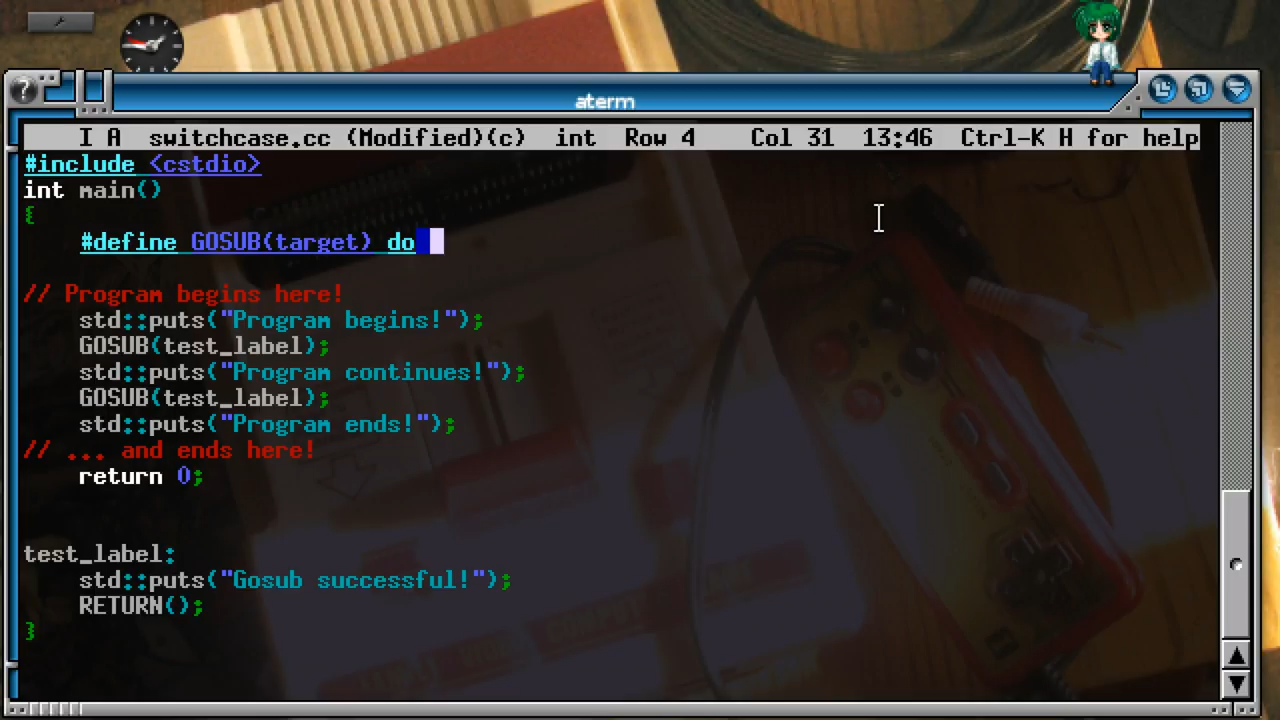 aterm
I A switchcase.cc (Modified)(c) int Row 4 Col 31 13:46 Ctrl-K H for help
#include <cstdio>
int main()
{
#define GOSUB(target) do
// Program begins here!
std::puts("Program begins!");
GOSUB(test_label);
std::puts("Program continues!");
GOSUB(test_label);
std::puts("Program ends!");
// ... and ends here!
return 0;
test_label:
std::puts("Gosub successful!");
RETURN();
}